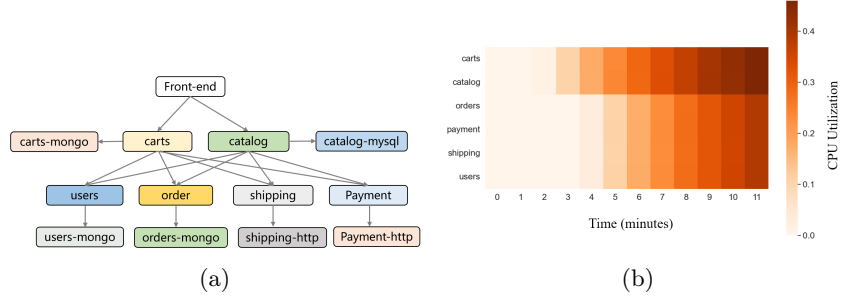 Front-end
carts-mongo
carts
catalog
catalog-mysql
users
order
shipping
Payment
users-mongo
orders-mongo
shipping-http
Payment-http
(a)
carts
catalog
orders
payment
shipping
users
0 1 2 3 4 5 6 7 8 9 10 11
Time (minutes)
0.4
0.3
0.2
0.1
0.0
CPU Utilization
(b)